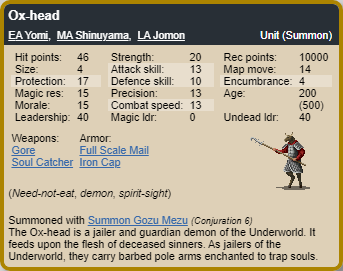 Ox-head
EA Yomi, MA Shinuyama, LA Jomon Unit (Summon)
Hit points: 46 Strength: 20 Rec points: 10000
Size: 4 Attack skill: 13 Map move: 14
Protection: 17 Defence skill: 10 Encumbrance: 4
Magic res: 15 Precision: 13 Age: 200
Morale: 15 Combat speed: 13 (500)
Leadership: 40 Magic ldr: 0 Undead ldr: 40
Weapons: Armor:
Gore Full Scale Mail
Soul Catcher Iron Cap
(Need-not-eat, demon, spirit-sight)
Summoned with Summon Gozu Mezu (Conjuration 6)
The Ox-head is a jailer and guardian demon of the Underworld. It
feeds upon the flesh of deceased sinners. As jailers of the
Underworld, they carry barbed pole arms enchanted to trap souls.